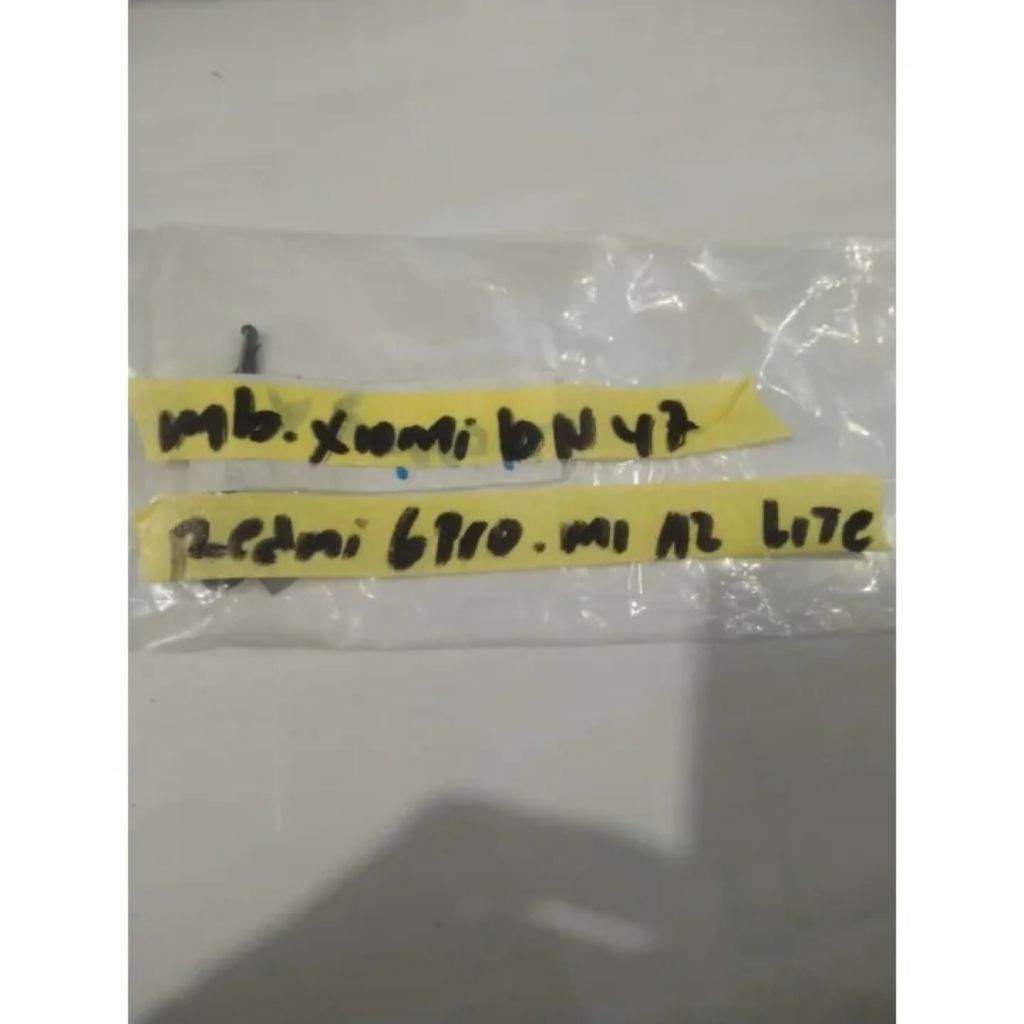 mb. xiomi bN 47
Redmi 6Pro. mi A2 LiTe